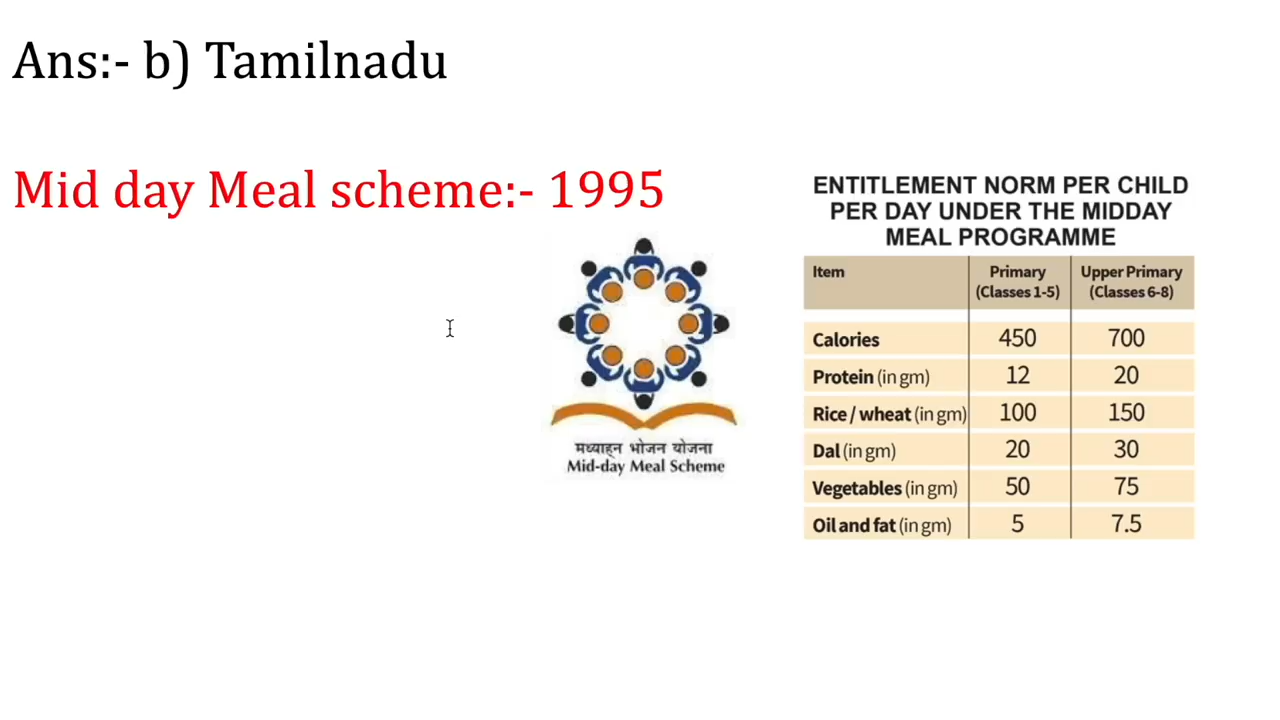 Ans:- b) Tamilnadu
Mid day Meal scheme:- 1995
मध्याहन भोजन योजना
Mid-day Meal Scheme
ENTITLEMENT NORM PER CHILD
PER DAY UNDER THE MIDDAY
MEAL PROGRAMME
Item Primary (Classes 1-5) Upper Primary (Classes 6-8)
Calories 450 700
Protein (in gm) 12 20
Rice / wheat (in gm) 100 150
Dal (in gm) 20 30
Vegetables (in gm) 50 75
Oil and fat (in gm) 5 7.5